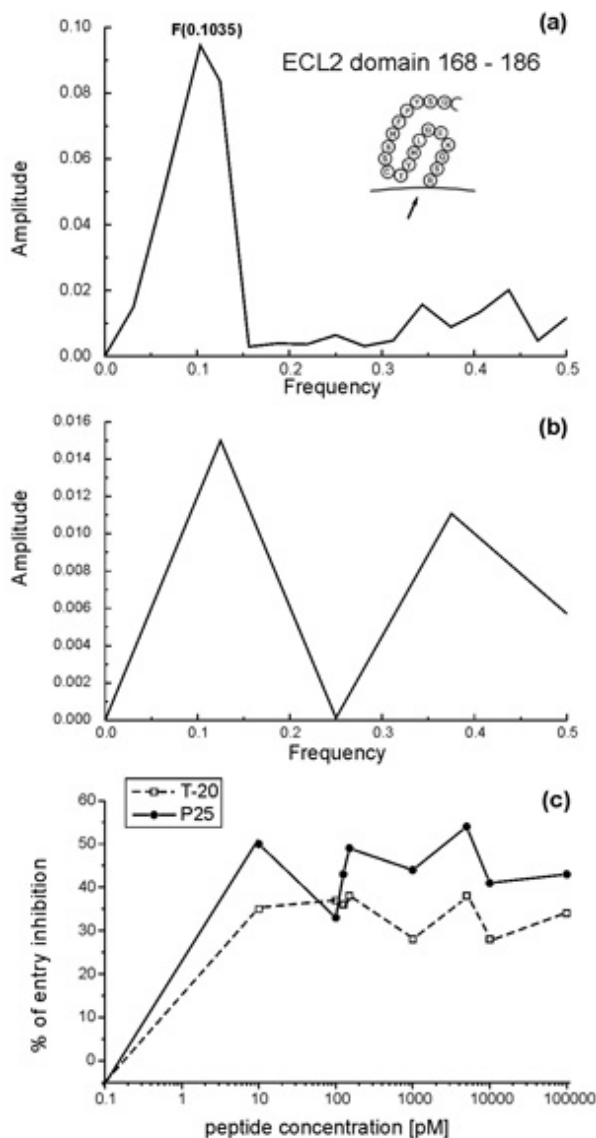 (a)
F(0.1035)
ECL2 domain 168 - 186
0.10
0.08
0.06
0.04
0.02
0.00
Amplitude
0.0 0.1 0.2 0.3 0.4 0.5
Frequency
(b)
0.016
0.014
0.012
0.010
0.008
0.006
0.004
0.002
0.000
Amplitude
0.0 0.1 0.2 0.3 0.4 0.5
Frequency
(c)
T-20
P25
60
50
40
30
20
10
0
% of entry inhibition
0.1 1 10 100 1000 10000 100000
peptide concentration [pM]